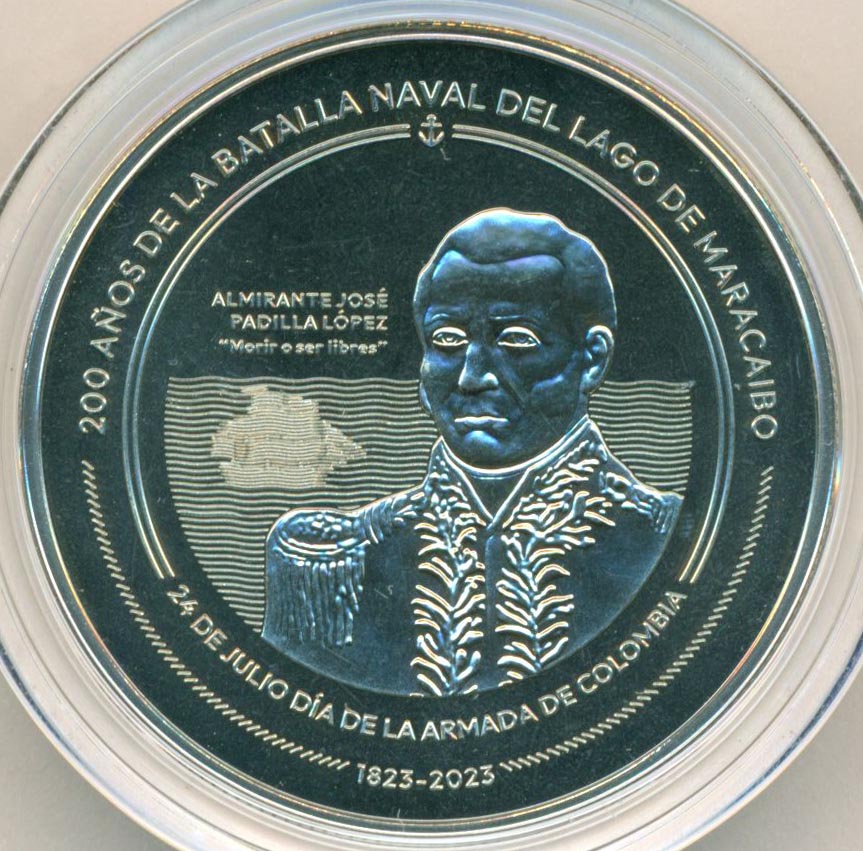 200 AÑOS DE LA BATALLA NAVAL DEL LAGO DE MARACAIBO
ALMIRANTE JOSÉ
PADILLA LÓPEZ
"Morir o ser libres"
24 DE JULIO DÍA DE LA ARMADA DE COLOMBIA
1823-2023